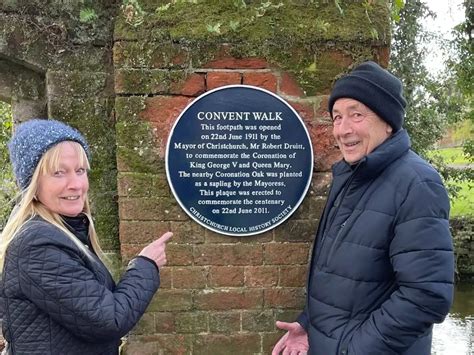 CONVENT WALK
This footpath was opened
on 22nd June 1911 by the
Mayor of Christchurch, Mr Robert Druitt,
to commemorate the Coronation of
King George V and Queen Mary.
The nearby Coronation Oak was planted
as a sapling by the Mayoress.
This plaque was erected to
commemorate the centenary
on 22nd June 2011.
CHRISTCHURCH LOCAL HISTORY SOCIETY